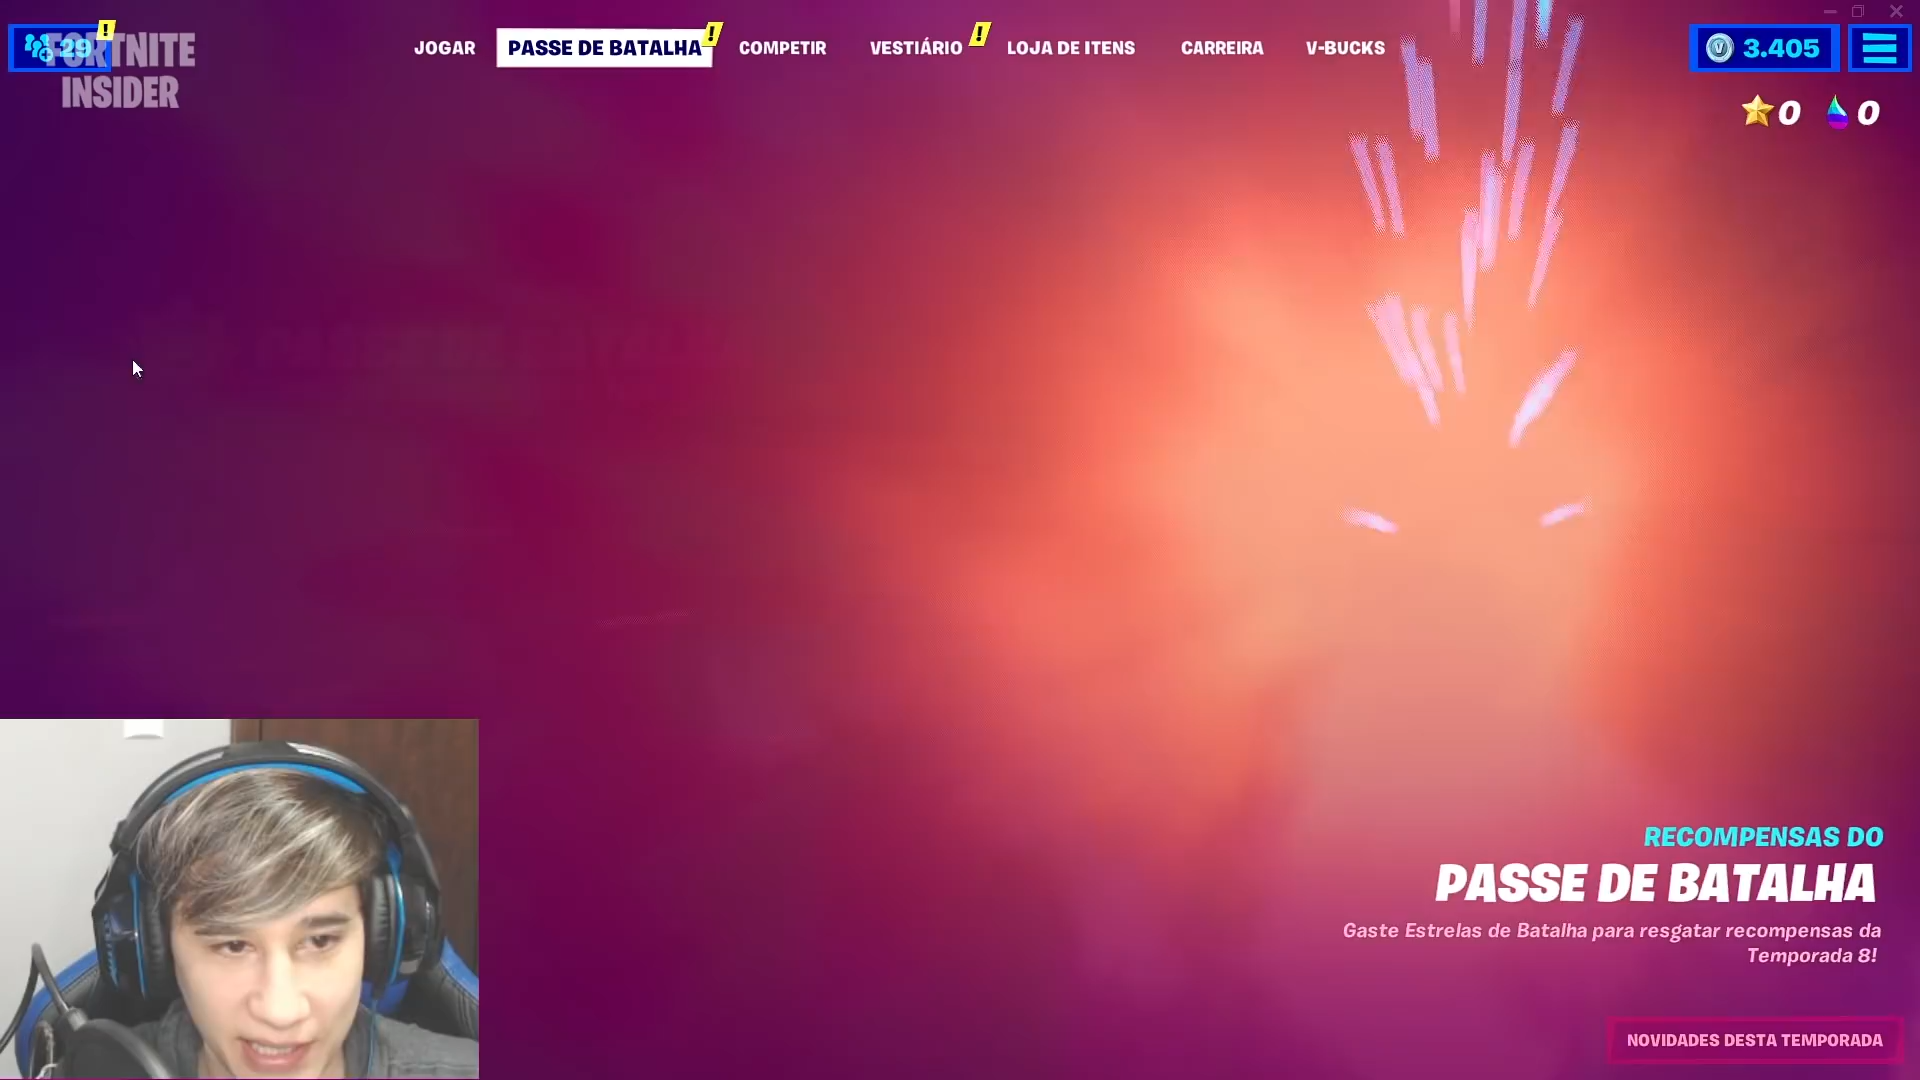 FORTNITE
INSIDER
29
!
JOGAR
PASSE DE BATALHA
!
COMPETIR
VESTIÁRIO
!
LOJA DE ITENS
CARREIRA
V-BUCKS
3.405
0
0
RECOMPENSAS DO
PASSE DE BATALHA
Gaste Estrelas de Batalha para resgatar recompensas da
Temporada 8!
NOVIDADES DESTA TEMPORADA